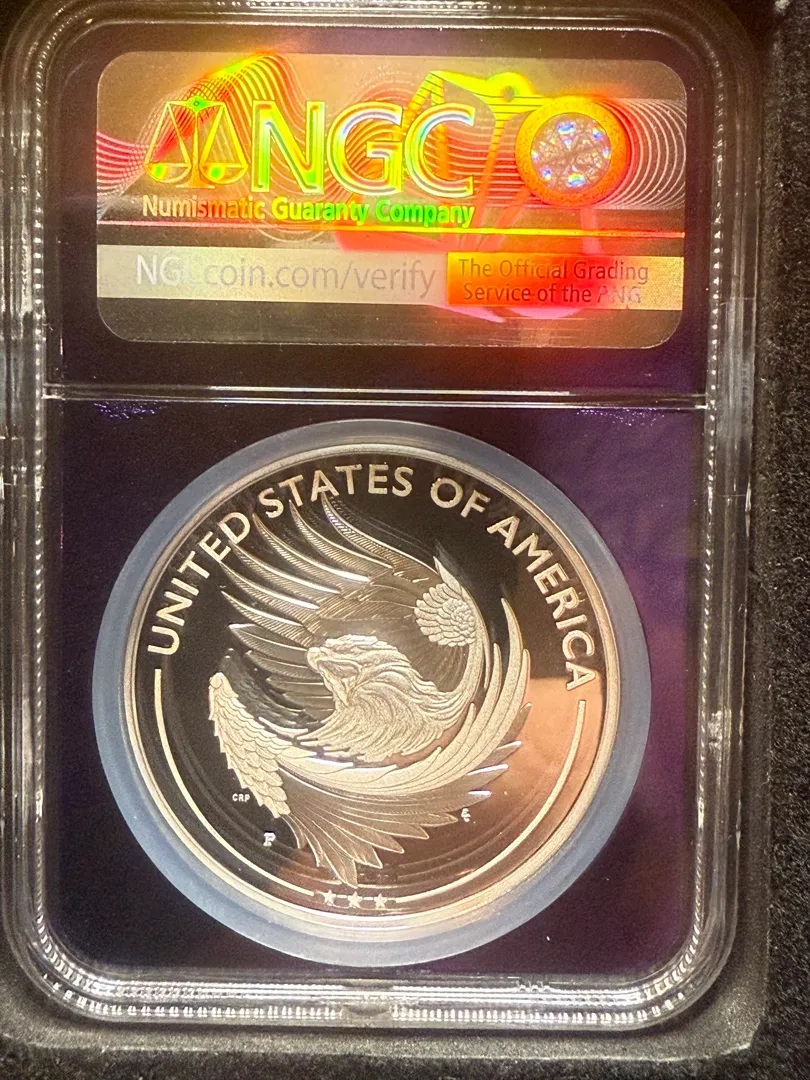 NGC
Numismatic Guaranty Company
NGCcoin.com/verify
The Official Grading
Service of the ANG
UNITED STATES OF AMERICA
CRP
P